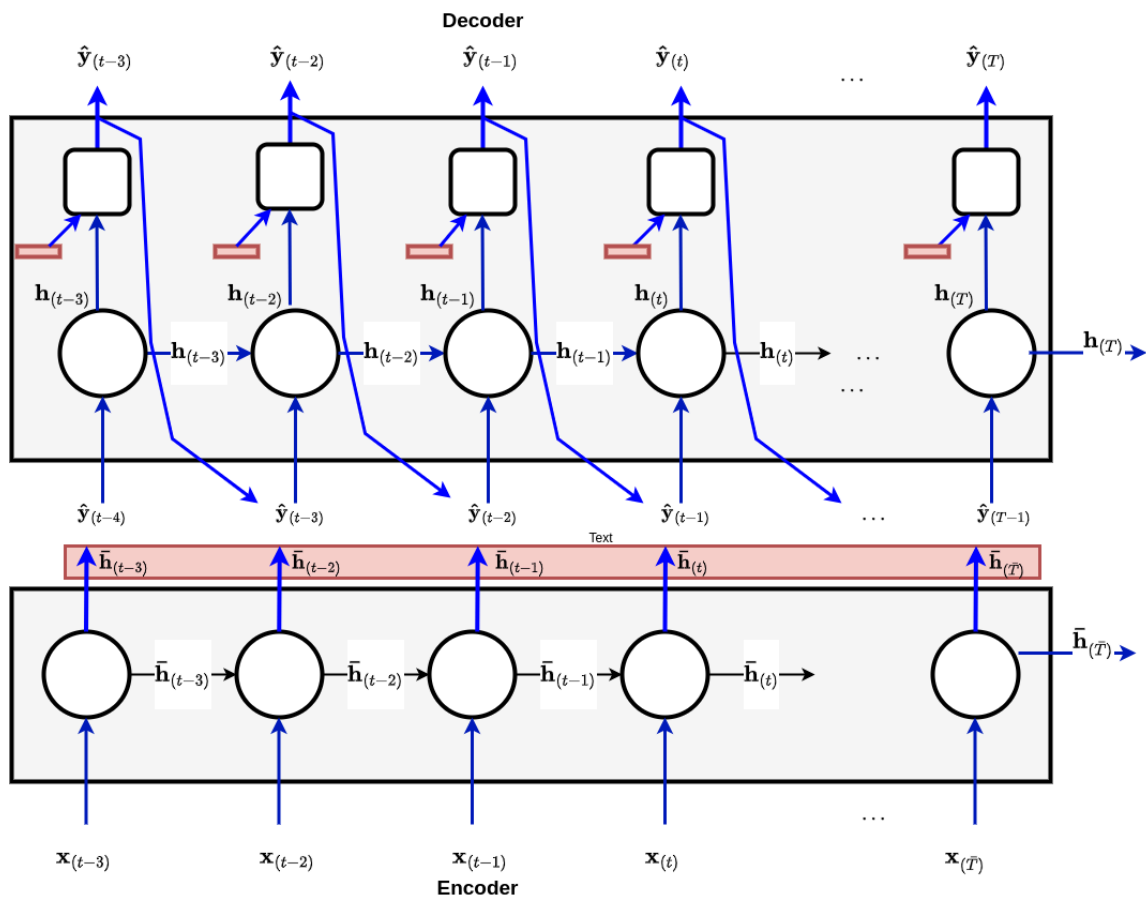 Decoder
ŷ(t−3) ŷ(t−2) ŷ(t−1) ŷ(t) ... ŷ(T)
h(t−3) h(t−2) h(t−1) h(t) h(T)
h(t−3) h(t−2) h(t−1) h(t) ... h(T)
...
ŷ(t−4) ŷ(t−3) ŷ(t−2) ŷ(t−1) ... ŷ(T−1)
Text
h̄(t−3) h̄(t−2) h̄(t−1) h̄(t) h̄(T̄)
h̄(t−3) h̄(t−2) h̄(t−1) h̄(t) h̄(T̄)
...
x(t−3) x(t−2) x(t−1) x(t) x(T̄)
Encoder